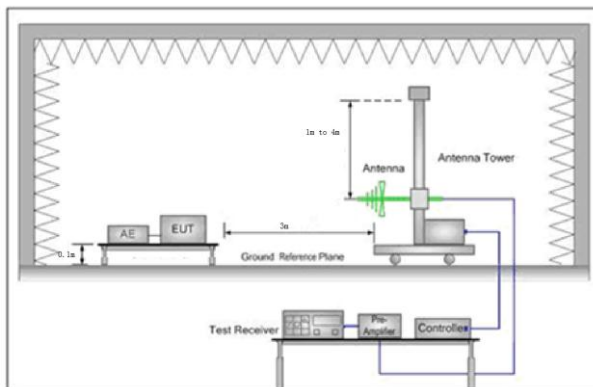 1m to 4m
Antenna
Antenna Tower
3m
AE
EUT
0.1m
Ground Reference Plane
Test Receiver
Pre-
Amplifier
Controller